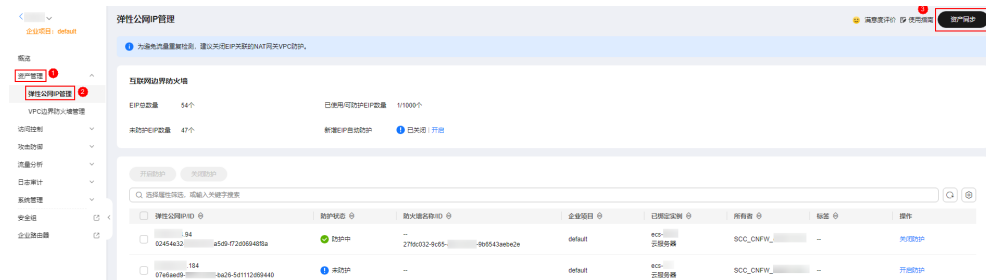 企业项目: default
概览
资产管理 1
弹性公网IP管理 2
VPC边界防火墙管理
访问控制
攻击防御
流量分析
日志审计
系统管理
安全组
企业路由器
弹性公网IP管理
3
满意度评价 使用指南 资产同步
为避免流量重复检测，建议关闭EIP关联的NAT网关VPC防护。
互联网边界防火墙
EIP总数量 54个 已使用/可防护EIP数量 1/1000个
未防护EIP数量 47个 新增EIP自动防护 已关闭 | 开启
开启防护 关闭防护
选择属性筛选，或输入关键字搜索
弹性公网IP/ID 防护状态 防火墙名称/ID 企业项目 已绑定实例 所有者 标签 操作
.94 防护中 -- default ecs- SCC_CNFW_ -- 关闭防护
02454e32- a5d9-f72d06948f8a 27fdc032-9c65- -9b6543aebe2e 云服务器
.184 未防护 -- default ecs- SCC_CNFW_ -- 开启防护
07e6aed9- -ba26-5d1112d69440 云服务器